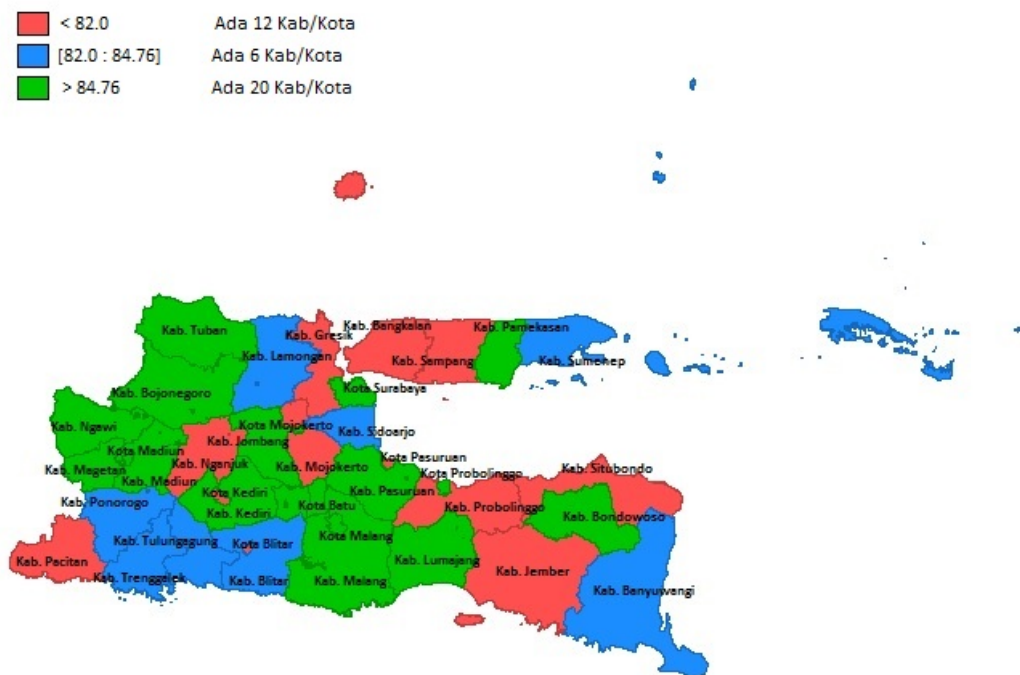 < 82.0 Ada 12 Kab/Kota
[82.0 : 84.76] Ada 6 Kab/Kota
> 84.76 Ada 20 Kab/Kota
Kab. Tuban
Kab. Gresik
Kab. Bangkalan
Kab. Pamekasan
Kab. Lamongan
Kab. Sampang
Kab. Sumenep
Kab. Bojonegoro
Kota Surabaya
Kab. Ngawi
Kota Mojokerto
Kab. Sidoarjo
Kota Madiun
Kab. Jombang
Kab. Magetan
Kab. Nganjuk
Kab. Mojokerto
Kota Pasuruan
Kab. Madiun
Kota Probolinggo
Kab. Situbondo
Kab. Ponorogo
Kota Kediri
Kab. Pasuruan
Kab. Kediri
Kota Batu
Kab. Probolinggo
Kab. Bondowoso
Kab. Tulungagung
Kota Blitar
Kota Malang
Kab. Pacitan
Kab. Lumajang
Kab. Trenggalek
Kab. Blitar
Kab. Malang
Kab. Jember
Kab. Banyuwangi